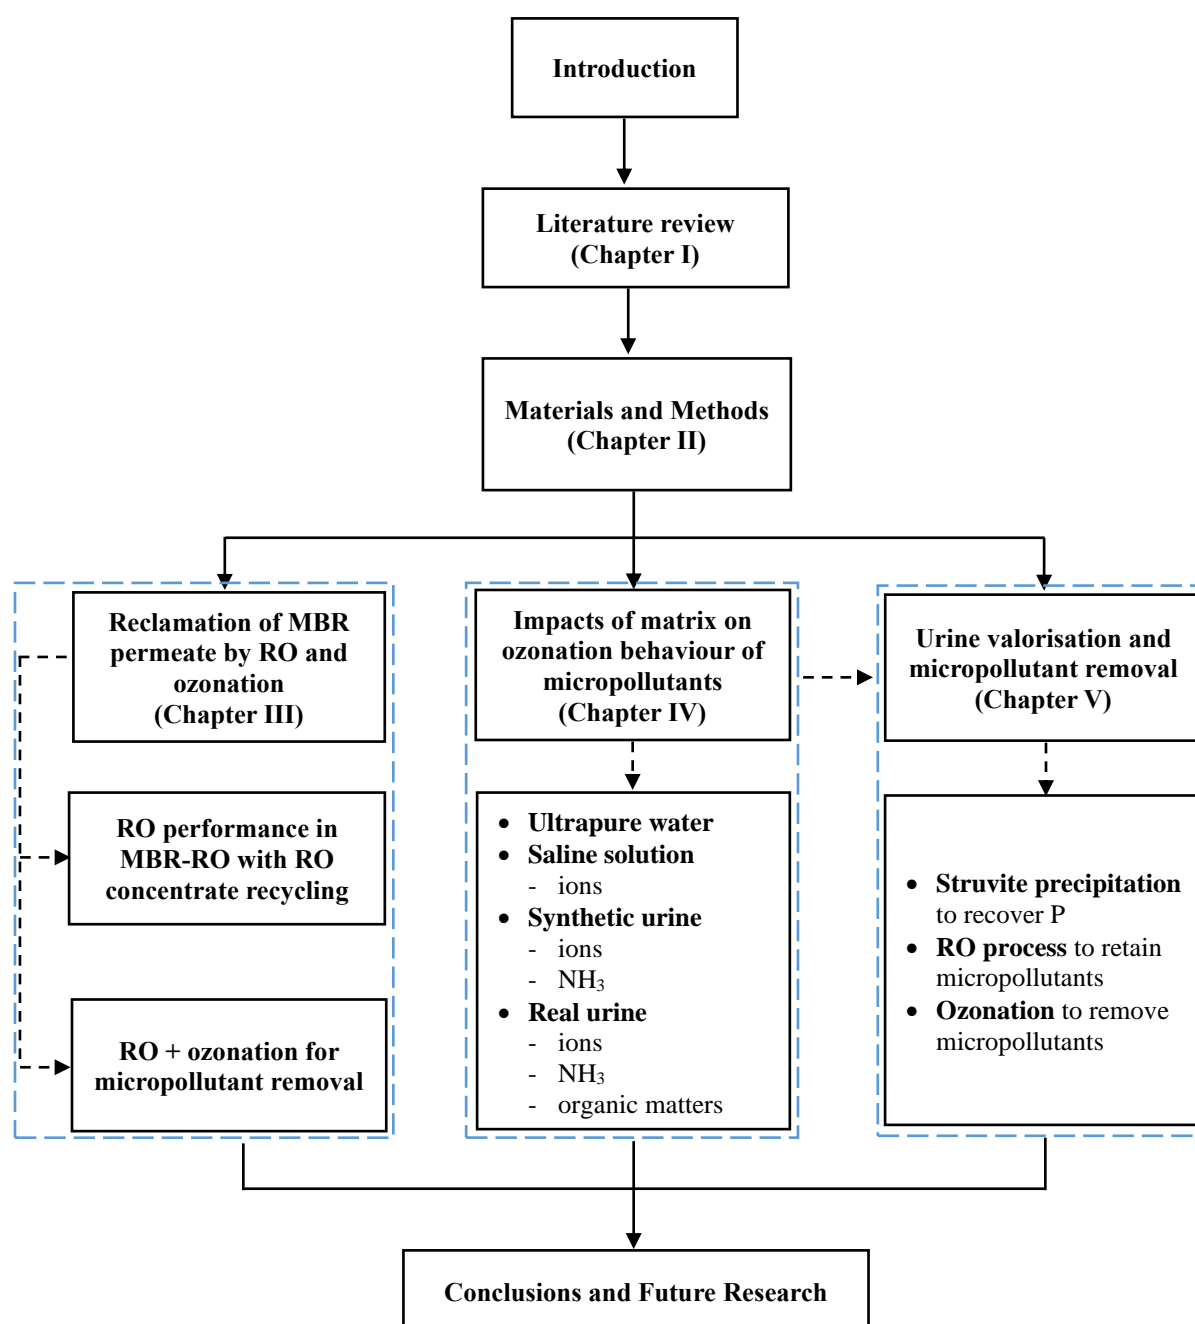 Introduction
Literature review
(Chapter I)
Materials and Methods
(Chapter II)
Reclamation of MBR
permeate by RO and
ozonation
(Chapter III)
RO performance in
MBR-RO with RO
concentrate recycling
RO + ozonation for
micropollutant removal
Impacts of matrix on
ozonation behaviour of
micropollutants
(Chapter IV)
• Ultrapure water
• Saline solution
- ions
• Synthetic urine
- ions
- NH₃
• Real urine
- ions
- NH₃
- organic matters
Urine valorisation and
micropollutant removal
(Chapter V)
• Struvite precipitation
to recover P
• RO process to retain
micropollutants
• Ozonation to remove
micropollutants
Conclusions and Future Research